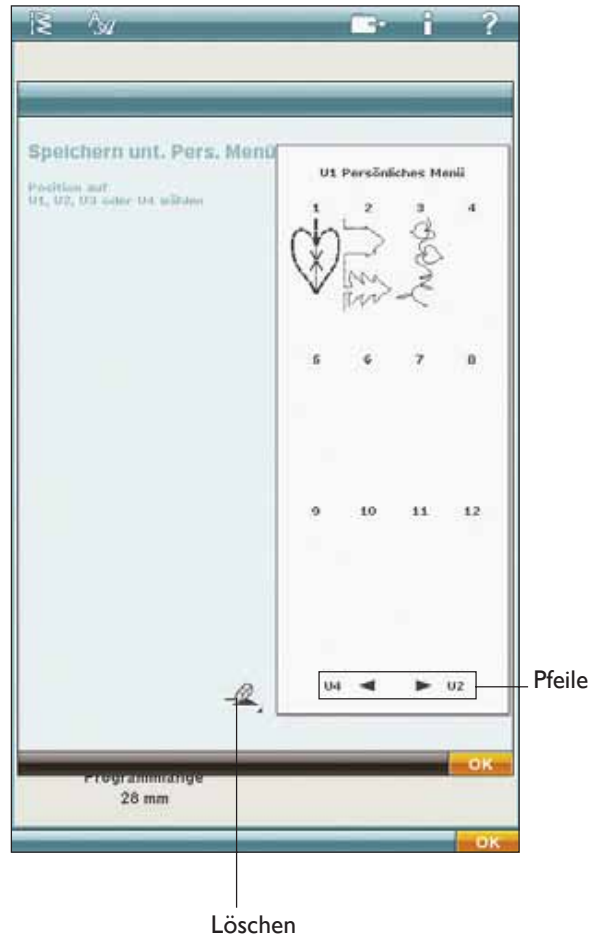 i ?
Speichern unt. Pers. Menü
Position auf
U1, U2, U3 oder U4 wählen
U1 Persönliches Menü
1 2 3 4
5 6 7 8
9 10 11 12
U4 U2
Pfeile
OK
Programmlänge
28 mm
OK
Löschen